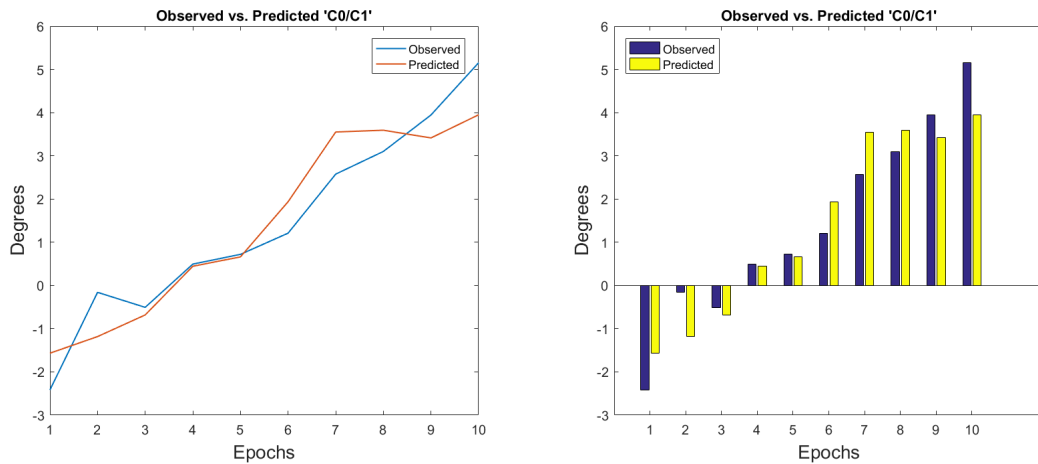 Observed vs. Predicted 'C0/C1'
6
5
4
3
2
1
0
-1
-2
-3
Degrees
Observed
Predicted
1 2 3 4 5 6 7 8 9 10
Epochs
Observed vs. Predicted 'C0/C1'
6
5
4
3
2
1
0
-1
-2
-3
Degrees
Observed
Predicted
1 2 3 4 5 6 7 8 9 10
Epochs